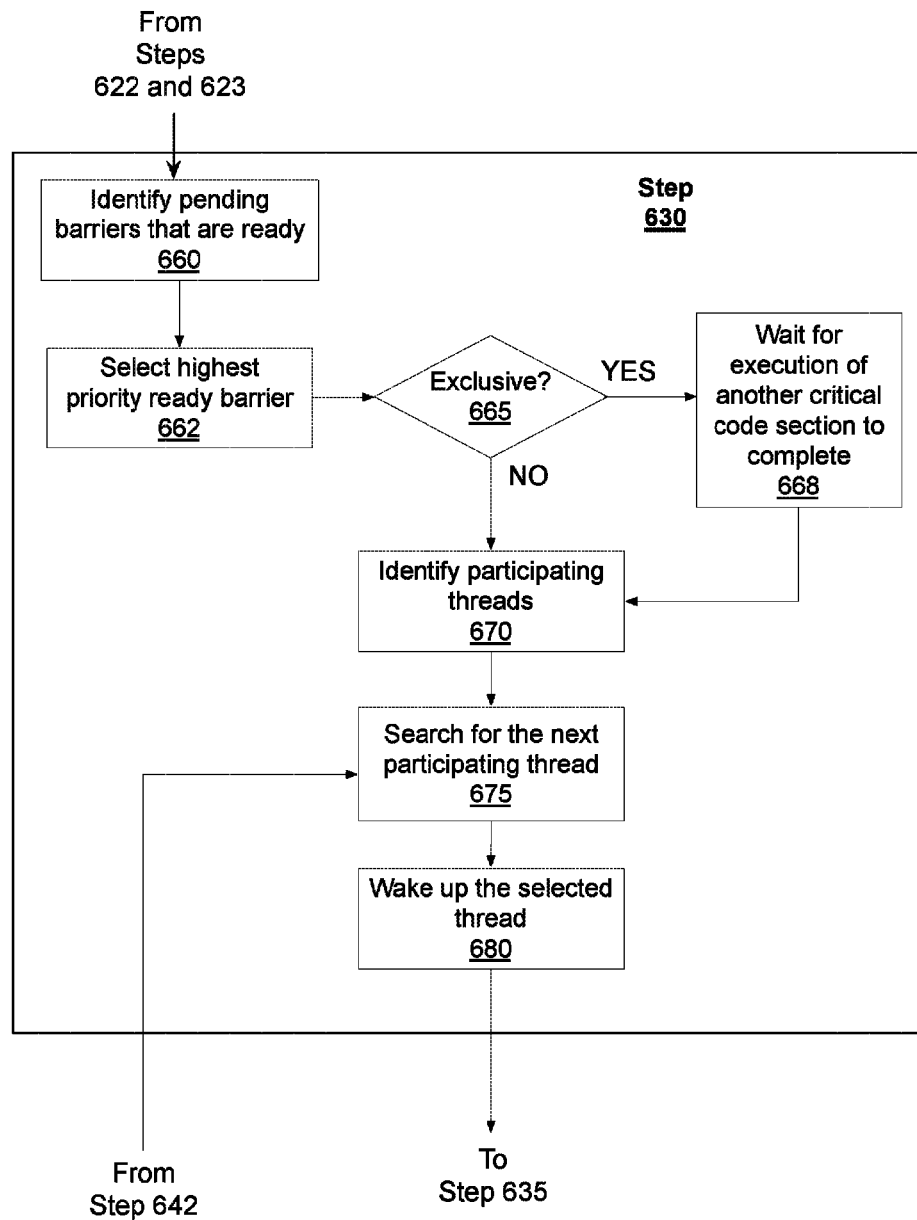 From
Steps
622 and 623
Step
630
Identify pending
barriers that are ready
660
Select highest
priority ready barrier
662
Exclusive?
665
YES
NO
Wait for
execution of
another critical
code section to
complete
668
Identify participating
threads
670
Search for the next
participating thread
675
Wake up the selected
thread
680
From
Step 642
To
Step 635